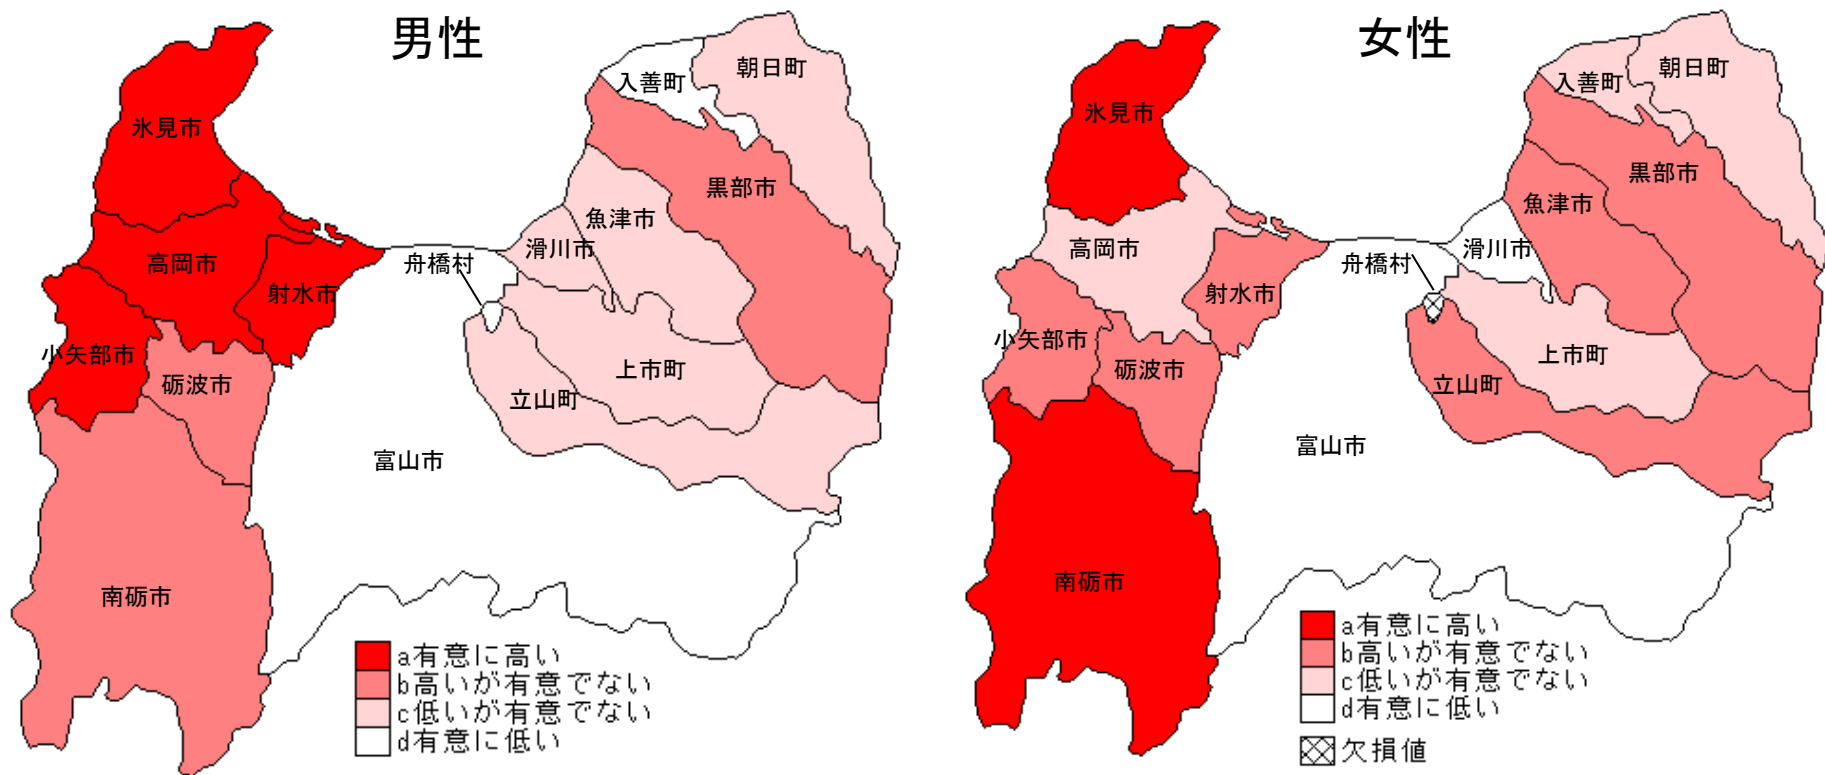 男性
氷見市
高岡市
射水市
小矢部市
砺波市
南砺市
富山市
舟橋村
滑川市
魚津市
黒部市
入善町
朝日町
上市町
立山町
a有意に高い
b高いが有意でない
c低いが有意でない
d有意に低い
女性
氷見市
高岡市
射水市
小矢部市
砺波市
南砺市
富山市
舟橋村
滑川市
魚津市
黒部市
入善町
朝日町
上市町
立山町
a有意に高い
b高いが有意でない
c低いが有意でない
d有意に低い
欠損値